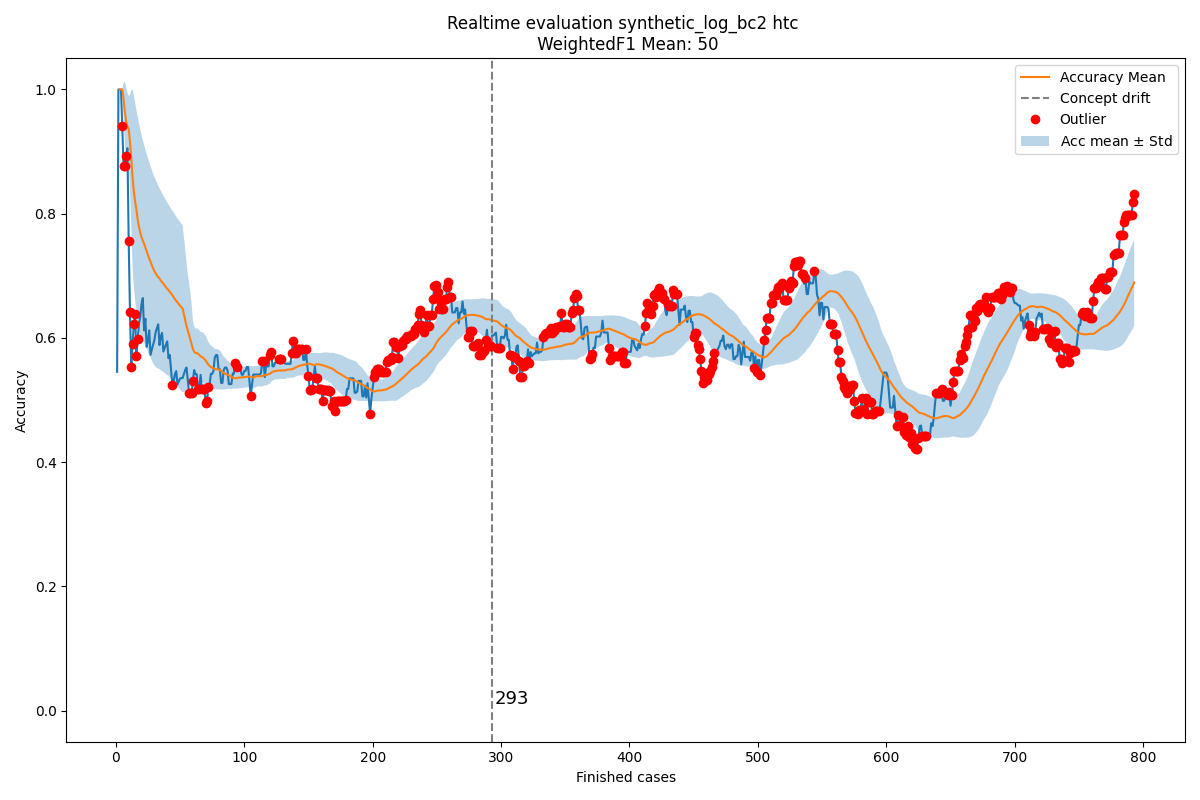 Realtime evaluation synthetic_log_bc2 htc
WeightedF1 Mean: 50
Accuracy Mean
Concept drift
Outlier
Acc mean ± Std
Accuracy
1.0
0.8
0.6
0.4
0.2
0.0
293
0 100 200 300 400 500 600 700 800
Finished cases